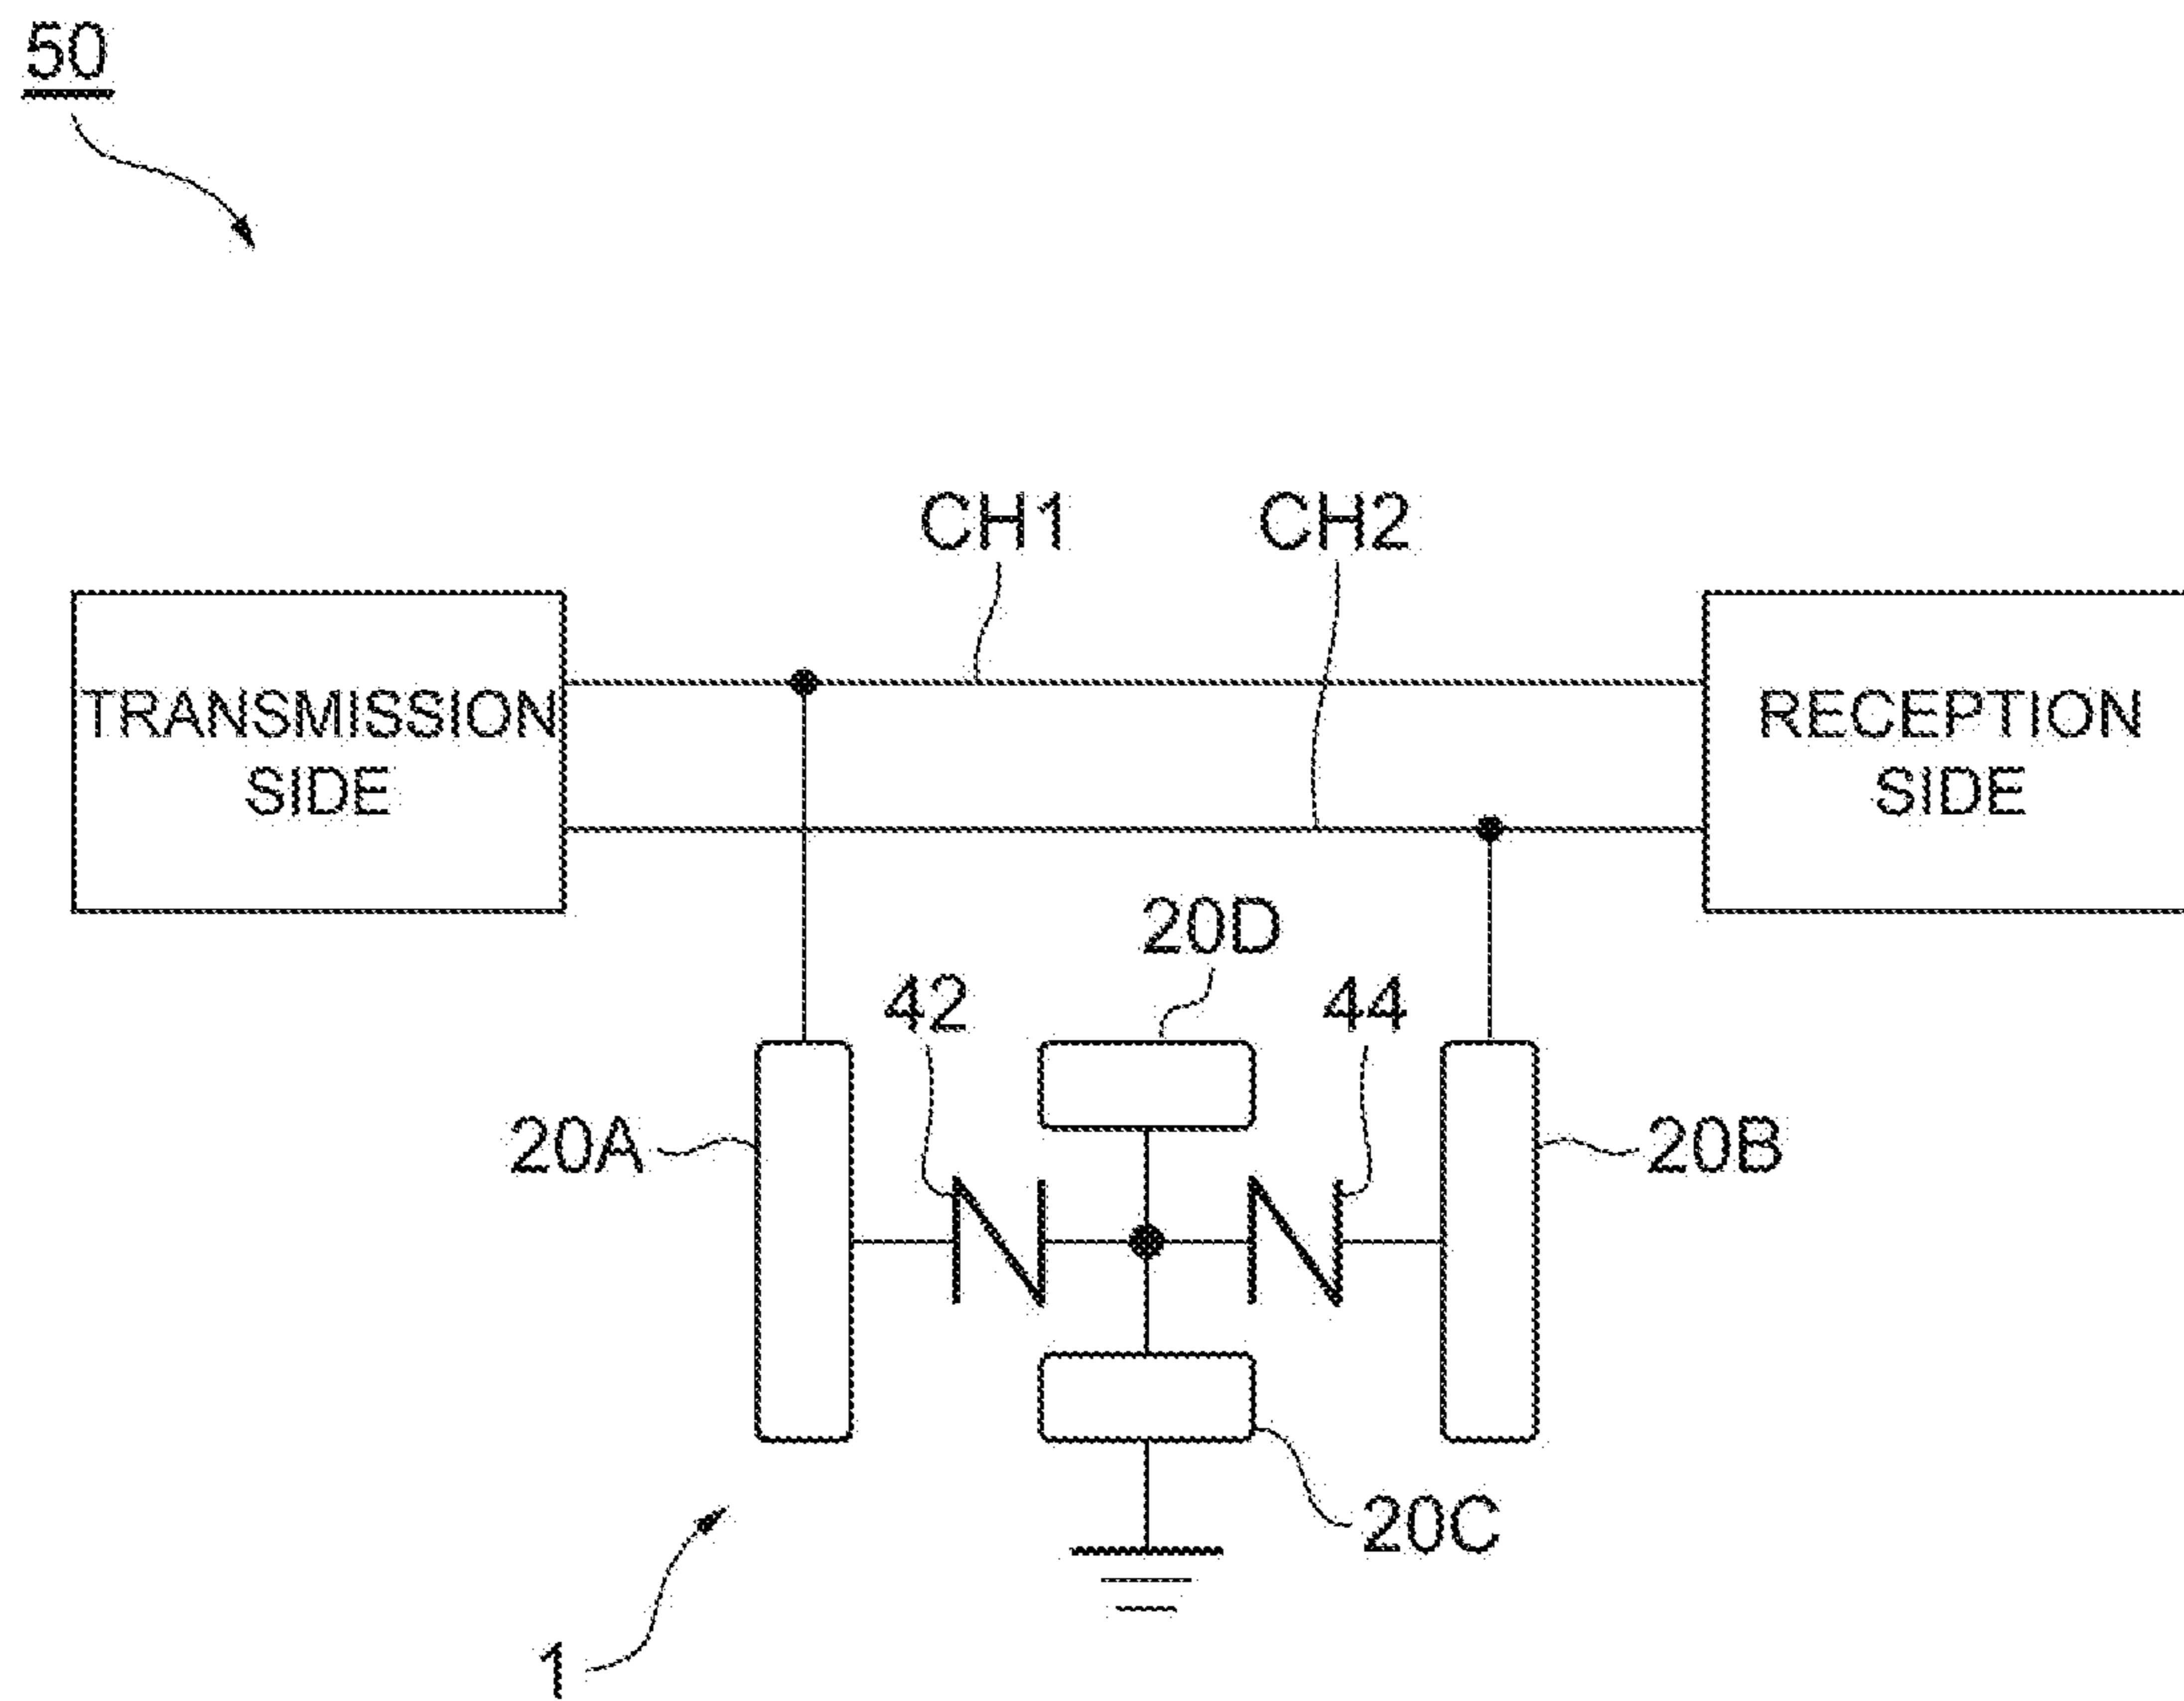 50
CH1 CH2
TRANSMISSION
SIDE
RECEPTION
SIDE
20D
42 44
20A 20B
20C
1